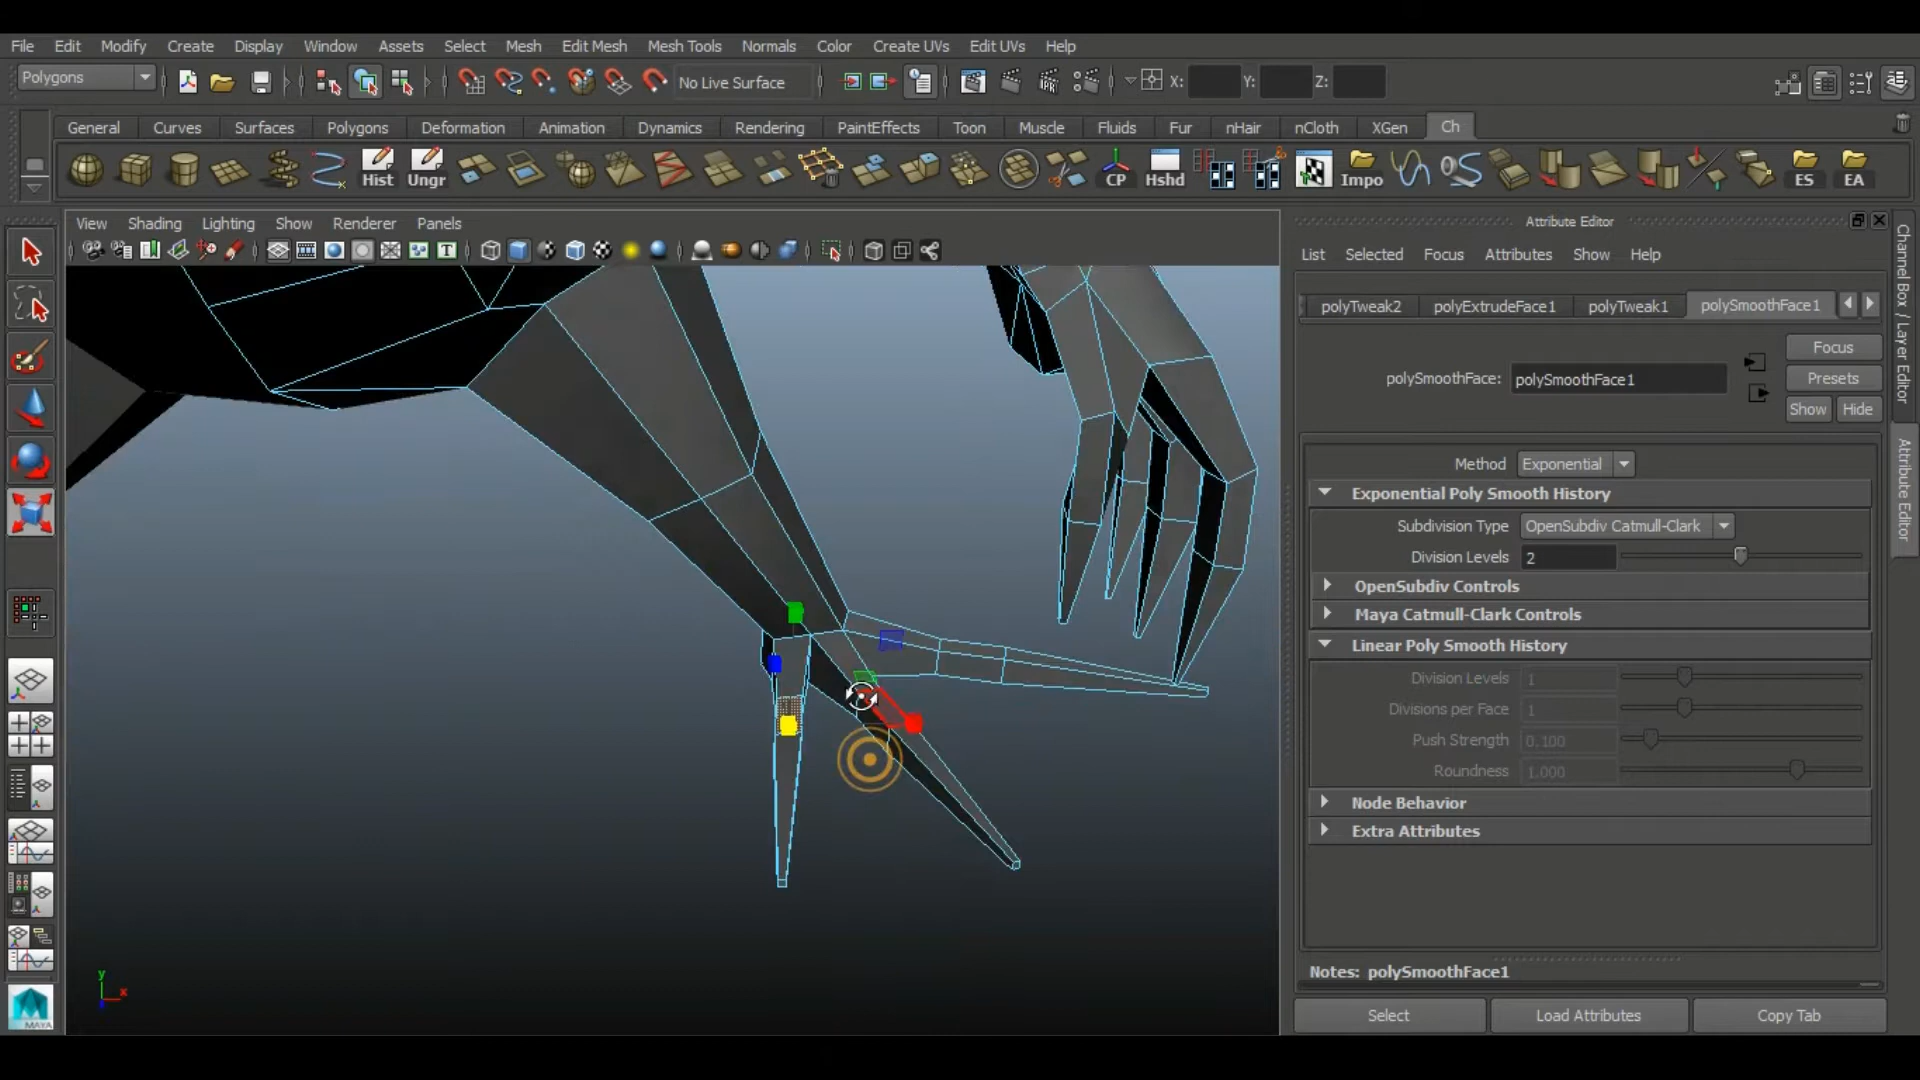 File Edit Modify Create Display Window Assets Select Mesh Edit Mesh Mesh Tools Normals Color Create UVs Edit UVs Help
Polygons No Live Surface X: Y: Z:
General Curves Surfaces Polygons Deformation Animation Dynamics Rendering PaintEffects Toon Muscle Fluids Fur nHair nCloth XGen Ch
Hist Ungr CP Hshd Impo ES EA
View Shading Lighting Show Renderer Panels
Attribute Editor
List Selected Focus Attributes Show Help
polyTweak2 polyExtrudeFace1 polyTweak1 polySmoothFace1
Focus
polySmoothFace: polySmoothFace1
Presets
Show Hide
Method Exponential
Exponential Poly Smooth History
Subdivision Type OpenSubdiv Catmull-Clark
Division Levels 2
OpenSubdiv Controls
Maya Catmull-Clark Controls
Linear Poly Smooth History
Division Levels 1
Divisions per Face 1
Push Strength 0.100
Roundness 1.000
Node Behavior
Extra Attributes
Notes: polySmoothFace1
Select Load Attributes Copy Tab
Channel Box / Layer Editor
Attribute Editor
y
x
MAYA